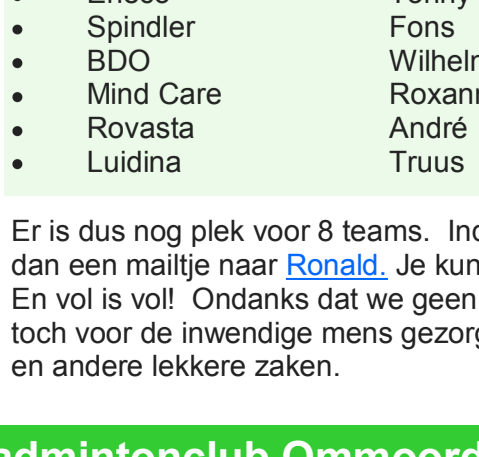 • Spindler Fons
• BDO
• Mind Care
• Rovasta André
• Luidina Truus
Er is dus nog plek voor 8 teams. 
dan een mailtje naar Ronald. Je
En vol is vol! Ondanks dat we geen
toch voor de inwendige mens
en andere lekkere zaken.